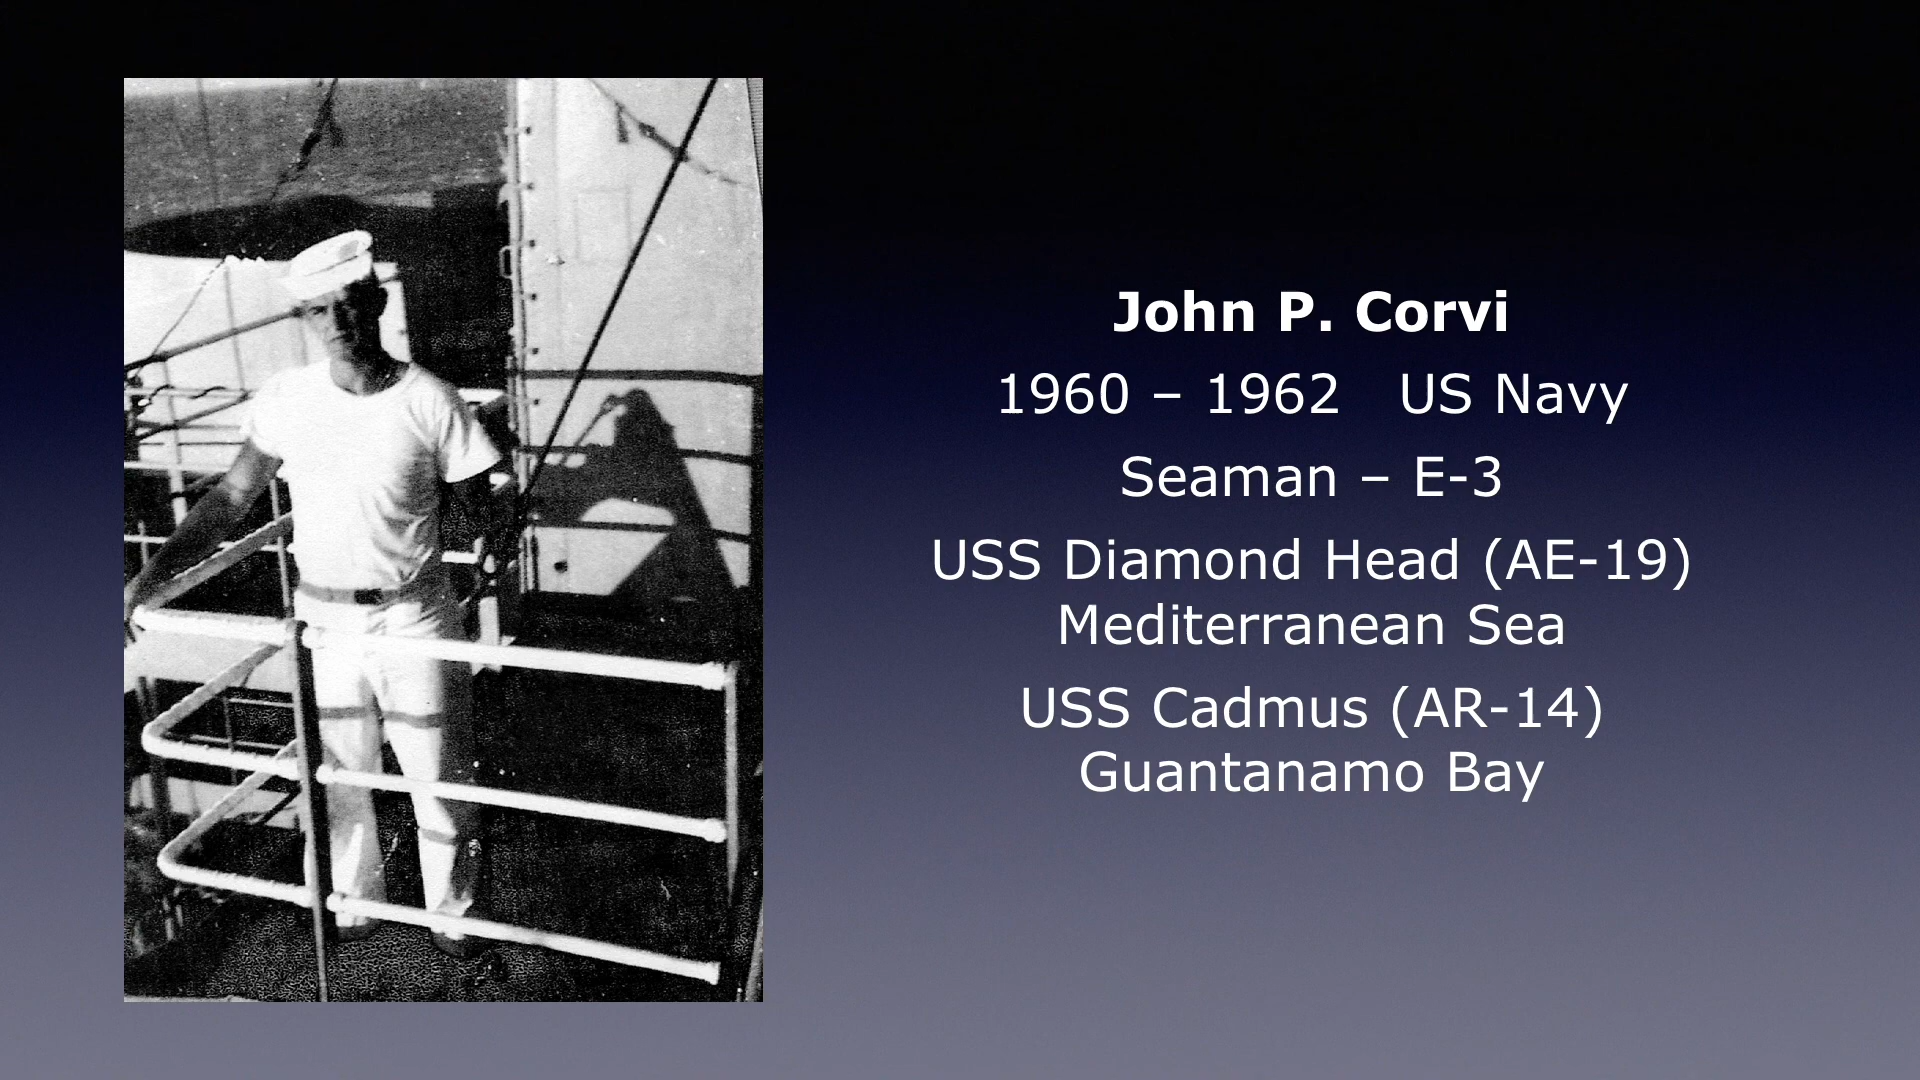 John P. Corvi
1960 – 1962   US Navy
Seaman – E-3
USS Diamond Head (AE-19)
Mediterranean Sea
USS Cadmus (AR-14)
Guantanamo Bay